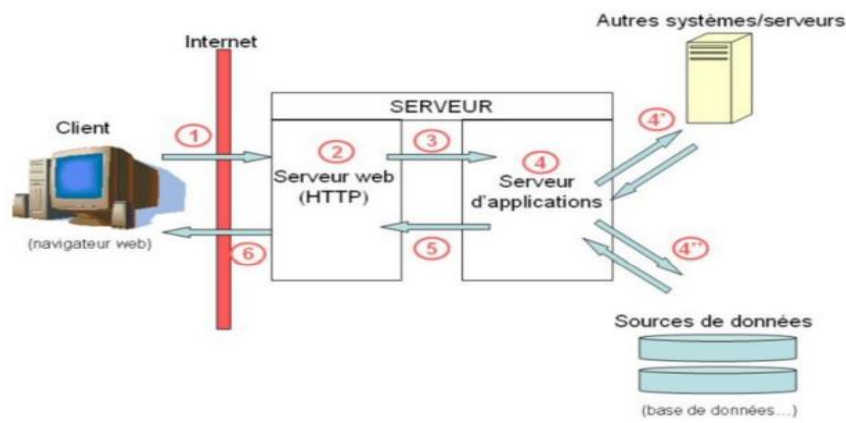 Autres systèmes/serveurs
Internet
SERVEUR
Client
1
2
3
4
4*
Serveur web
(HTTP)
Serveur
d'applications
(navigateur web)
6
5
4**
Sources de données
(base de données...)